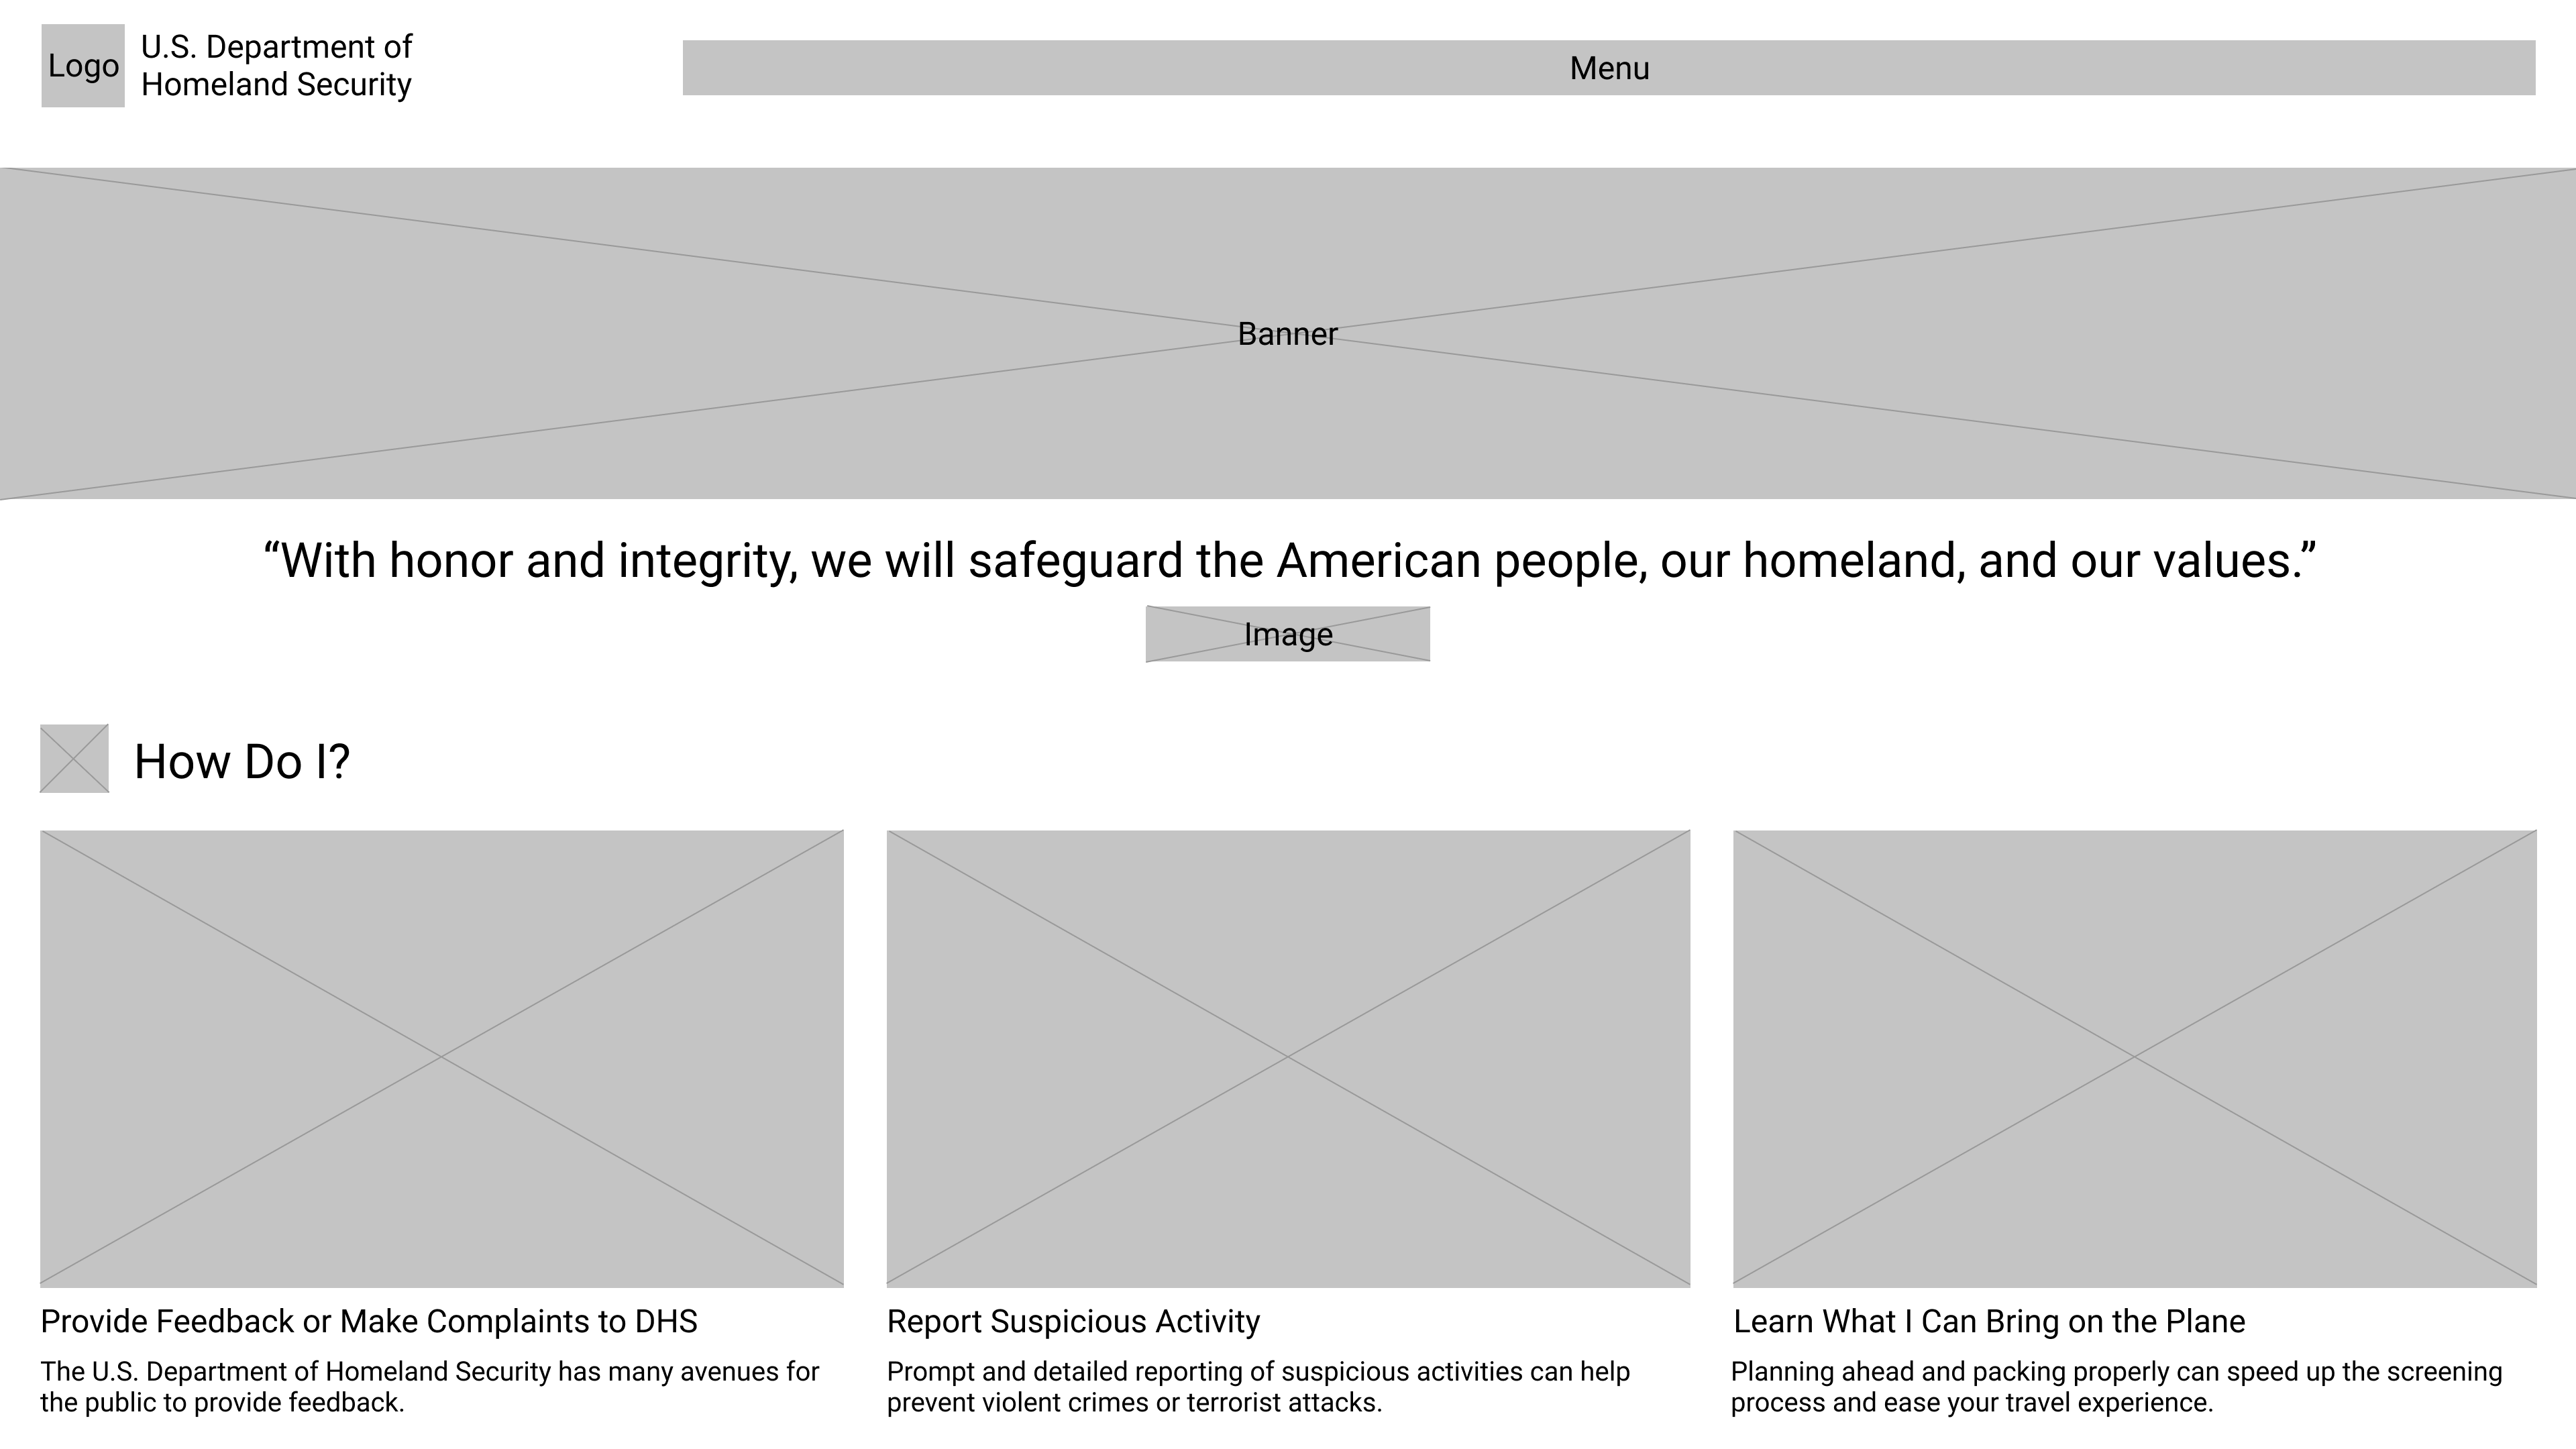 Logo
U.S. Department of
Homeland Security
Menu
Banner
“With honor and integrity, we will safeguard the American people, our homeland, and our values.”
Image
How Do I?
Provide Feedback or Make Complaints to DHS
The U.S. Department of Homeland Security has many avenues for
the public to provide feedback.
Report Suspicious Activity
Prompt and detailed reporting of suspicious activities can help
prevent violent crimes or terrorist attacks.
Learn What I Can Bring on the Plane
Planning ahead and packing properly can speed up the screening
process and ease your travel experience.